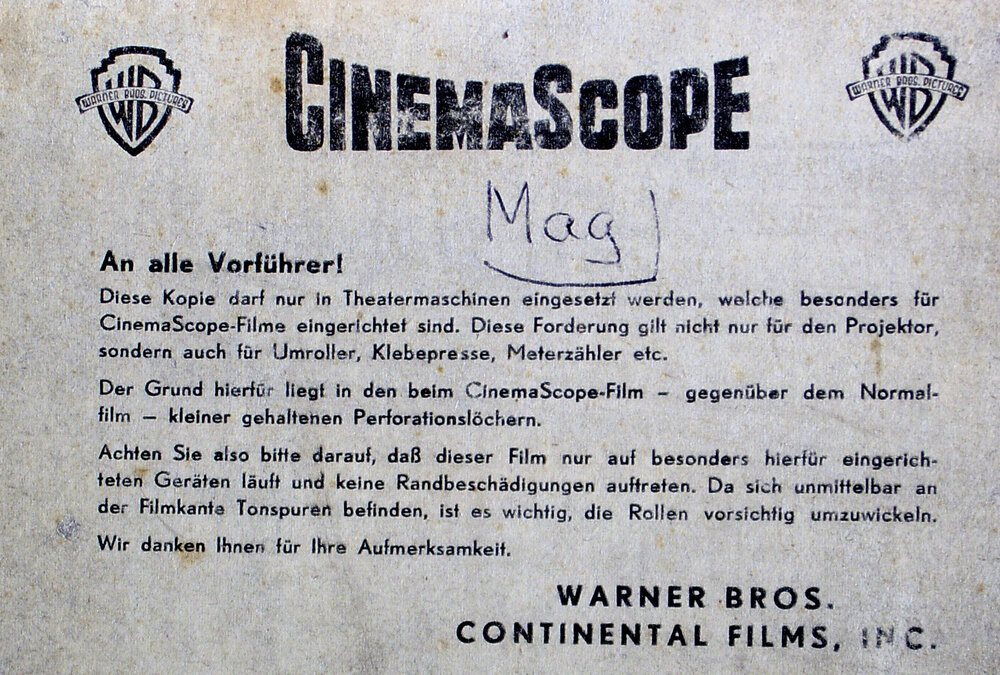 WARNER BROS. PICTURES
WB
CINEMASCOPE
WARNER BROS. PICTURES
WB
Mag
An alle Vorführer!
Diese Kopie darf nur in Theatermaschinen eingesetzt werden, welche besonders für
CinemaScope-Filme eingerichtet sind. Diese Forderung gilt nicht nur für den Projektor,
sondern auch für Umroller, Klebepresse, Meterzähler etc.
Der Grund hierfür liegt in den beim CinemaScope-Film – gegenüber dem Normal-
film – kleiner gehaltenen Perforationslöchern.
Achten Sie also bitte darauf, daß dieser Film nur auf besonders hierfür eingerich-
teten Geräten läuft und keine Randbeschädigungen auftreten. Da sich unmittelbar an
der Filmkante Tonspuren befinden, ist es wichtig, die Rollen vorsichtig umzuwickeln.
Wir danken Ihnen für Ihre Aufmerksamkeit.
WARNER BROS.
CONTINENTAL FILMS, INC.